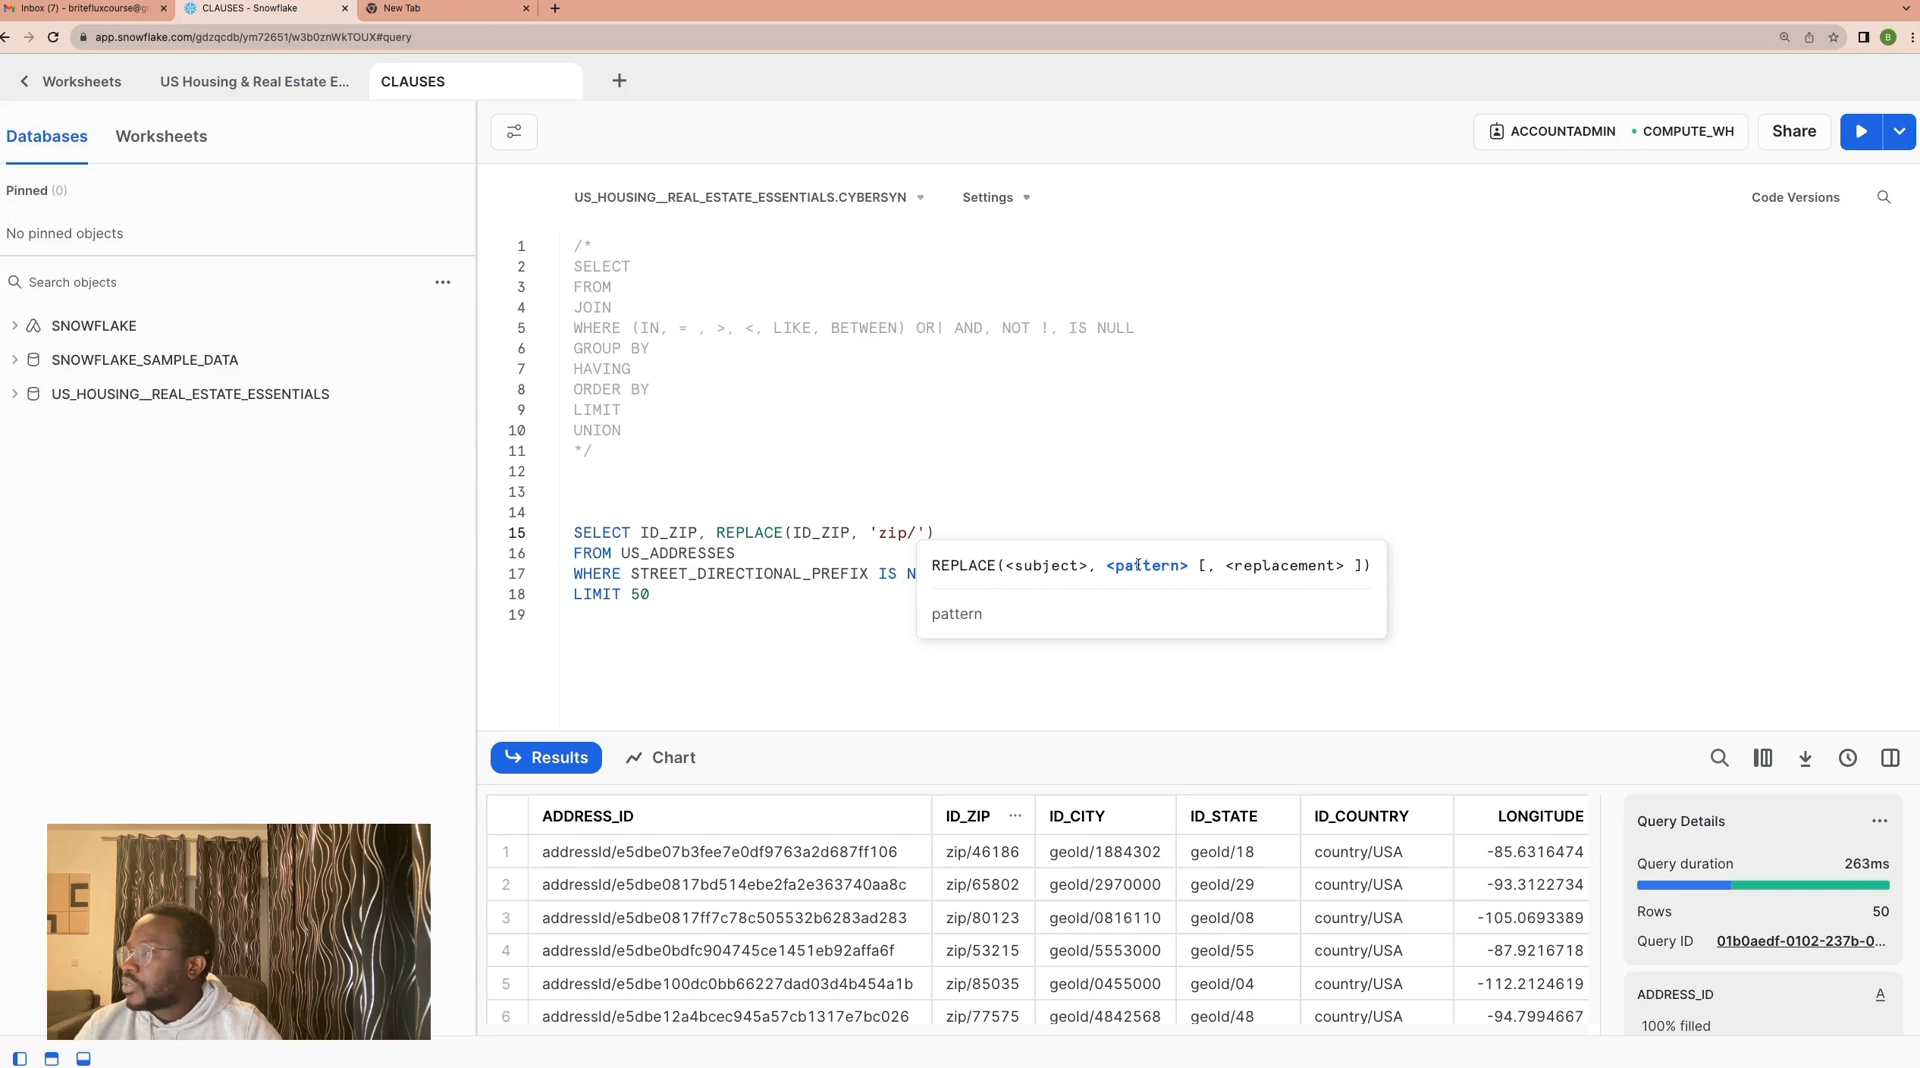 Inbox (7) - britefluxcourse@gm
CLAUSES - Snowflake
New Tab
app.snowflake.com/gdzqcdb/ym72651/w3b0znWkTOUX#query
B
Worksheets
US Housing & Real Estate E...
CLAUSES
Databases
Worksheets
ACCOUNTADMIN
COMPUTE_WH
Share
Pinned (0)
No pinned objects
Search objects
SNOWFLAKE
SNOWFLAKE_SAMPLE_DATA
US_HOUSING__REAL_ESTATE_ESSENTIALS
US_HOUSING__REAL_ESTATE_ESSENTIALS.CYBERSYN
Settings
Code Versions
1 /*
2 SELECT
3 FROM
4 JOIN
5 WHERE (IN, = , >, <, LIKE, BETWEEN) OR| AND, NOT !, IS NULL
6 GROUP BY
7 HAVING
8 ORDER BY
9 LIMIT
10 UNION
11 */
12
13
14
15 SELECT ID_ZIP, REPLACE(ID_ZIP, 'zip/')
16 FROM US_ADDRESSES
17 WHERE STREET_DIRECTIONAL_PREFIX IS N
18 LIMIT 50
19
REPLACE(<subject>, <pattern> [, <replacement> ])
pattern
Results
Chart
ADDRESS_ID ID_ZIP ... ID_CITY ID_STATE ID_COUNTRY LONGITUDE
1 addressId/e5dbe07b3fee7e0df9763a2d687ff106 zip/46186 geoId/1884302 geoId/18 country/USA -85.6316474
2 addressId/e5dbe0817bd514ebe2fa2e363740aa8c zip/65802 geoId/2970000 geoId/29 country/USA -93.3122734
3 addressId/e5dbe0817ff7c78c505532b6283ad283 zip/80123 geoId/0816110 geoId/08 country/USA -105.0693389
4 addressId/e5dbe0bdfc904745ce1451eb92affa6f zip/53215 geoId/5553000 geoId/55 country/USA -87.9216718
5 addressId/e5dbe100dc0bb66227dad03d4b454a1b zip/85035 geoId/0455000 geoId/04 country/USA -112.2124619
6 addressId/e5dbe12a4bcec945a57cb1317e7bc026 zip/77575 geoId/4842568 geoId/48 country/USA -94.7994667
Query Details
Query duration 263ms
Rows 50
Query ID 01b0aedf-0102-237b-0...
ADDRESS_ID A
100% filled